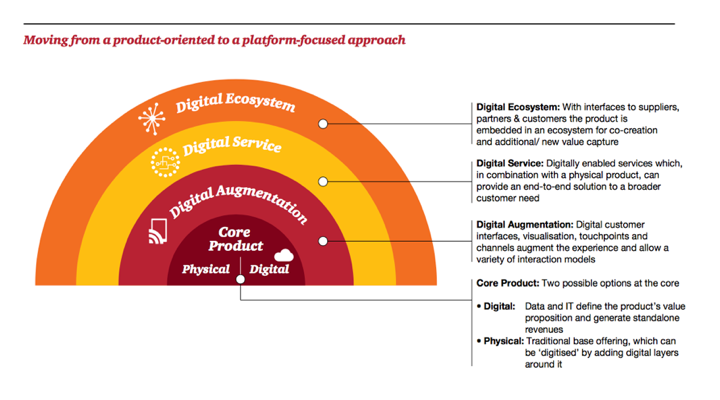 Moving from a product-oriented to a platform-focused approach
Digital Ecosystem
Digital Service
Digital Augmentation
Core
Product
Physical
Digital
Digital Ecosystem: With interfaces to suppliers,
partners & customers the product is
embedded in an ecosystem for co-creation
and additional/ new value capture
Digital Service: Digitally enabled services which,
in combination with a physical product, can
provide an end-to-end solution to a broader
customer need
Digital Augmentation: Digital customer
interfaces, visualisation, touchpoints and
channels augment the experience and allow a
variety of interaction models
Core Product: Two possible options at the core
• Digital: Data and IT define the product's value
proposition and generate standalone
revenues
• Physical: Traditional base offering, which can
be 'digitised' by adding digital layers
around it